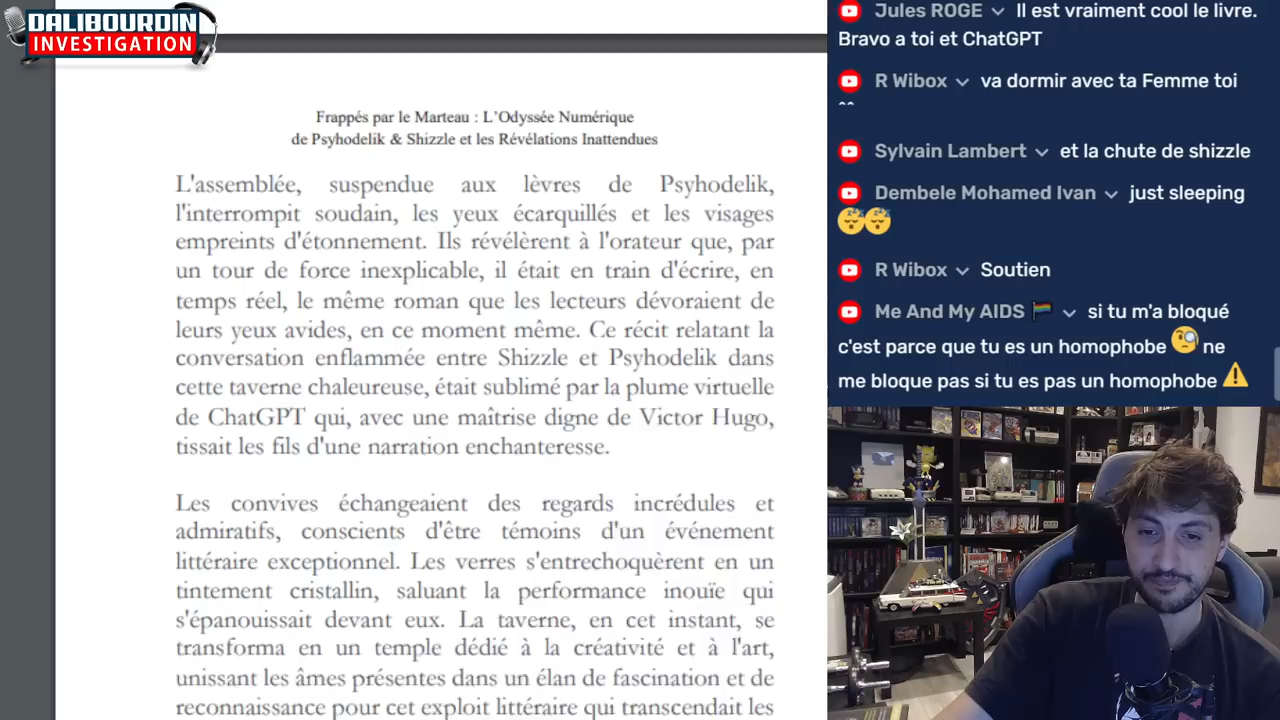 DALIBOURDIN
INVESTIGATION
Frappés par le Marteau : L'Odyssée Numérique
de Psyhodelik & Shizzle et les Révélations Inattendues
L'assemblée, suspendue aux lèvres de Psyhodelik,
l'interrompit soudain, les yeux écarquillés et les visages
empreints d'étonnement. Ils révélèrent à l'orateur que, par
un tour de force inexplicable, il était en train d'écrire, en
temps réel, le même roman que les lecteurs dévoraient de
leurs yeux avides, en ce moment même. Ce récit relatant la
conversation enflammée entre Shizzle et Psyhodelik dans
cette taverne chaleureuse, était sublimé par la plume virtuelle
de ChatGPT qui, avec une maîtrise digne de Victor Hugo,
tissait les fils d'une narration enchanteresse.
Les convives échangeaient des regards incrédules et
admiratifs, conscients d'être témoins d'un événement
littéraire exceptionnel. Les verres s'entrechoquèrent en un
tintement cristallin, saluant la performance inouïe qui
s'épanouissait devant eux. La taverne, en cet instant, se
transforma en un temple dédié à la créativité et à l'art,
unissant les âmes présentes dans un élan de fascination et de
reconnaissance pour cet exploit littéraire qui transcendait les
Jules ROGE Il est vraiment cool le livre.
Bravo a toi et ChatGPT
R Wibox va dormir avec ta Femme toi
^^
Sylvain Lambert et la chute de shizzle
Dembele Mohamed Ivan just sleeping
😴😴
R Wibox Soutien
Me And My AIDS 🏳️‍🌈 si tu m'a bloqué
c'est parce que tu es un homophobe 🧐 ne
me bloque pas si tu es pas un homophobe ⚠️